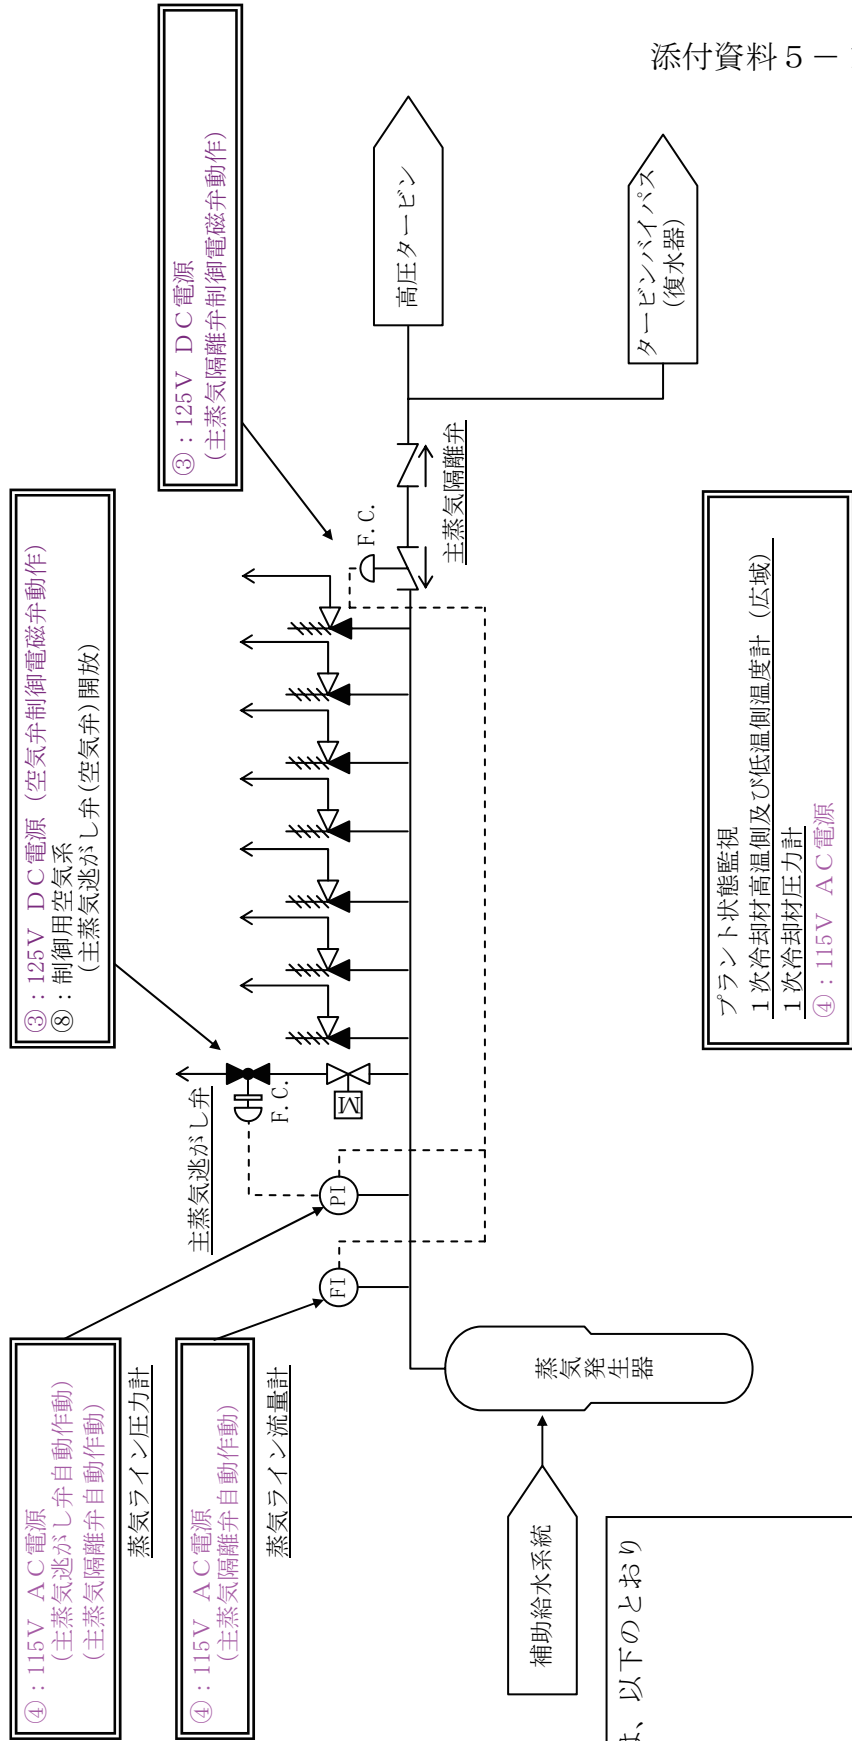 添付資料５－
③：125V DC電源
(主蒸気隔離弁制御電磁弁動作)
③：125V DC電源 (空気弁制御電磁弁動作)
⑧：制御用空気系
(主蒸気逃がし弁(空気弁)開放)
④：115V AC電源
(主蒸気逃がし弁自動作動)
(主蒸気隔離弁自動作動)
蒸気ライン圧力計
④：115V AC電源
(主蒸気隔離弁自動作動)
蒸気ライン流量計
主蒸気逃がし弁
F.C.
M
PI
FI
F.C.
主蒸気隔離弁
高圧タービン
タービンバイパス
(復水器)
蒸気
発生器
補助給水系統
プラント状態監視
１次冷却材高温側及び低温側温度計 (広域)
１次冷却材圧力計
④：115V AC電源
は、以下のとおり